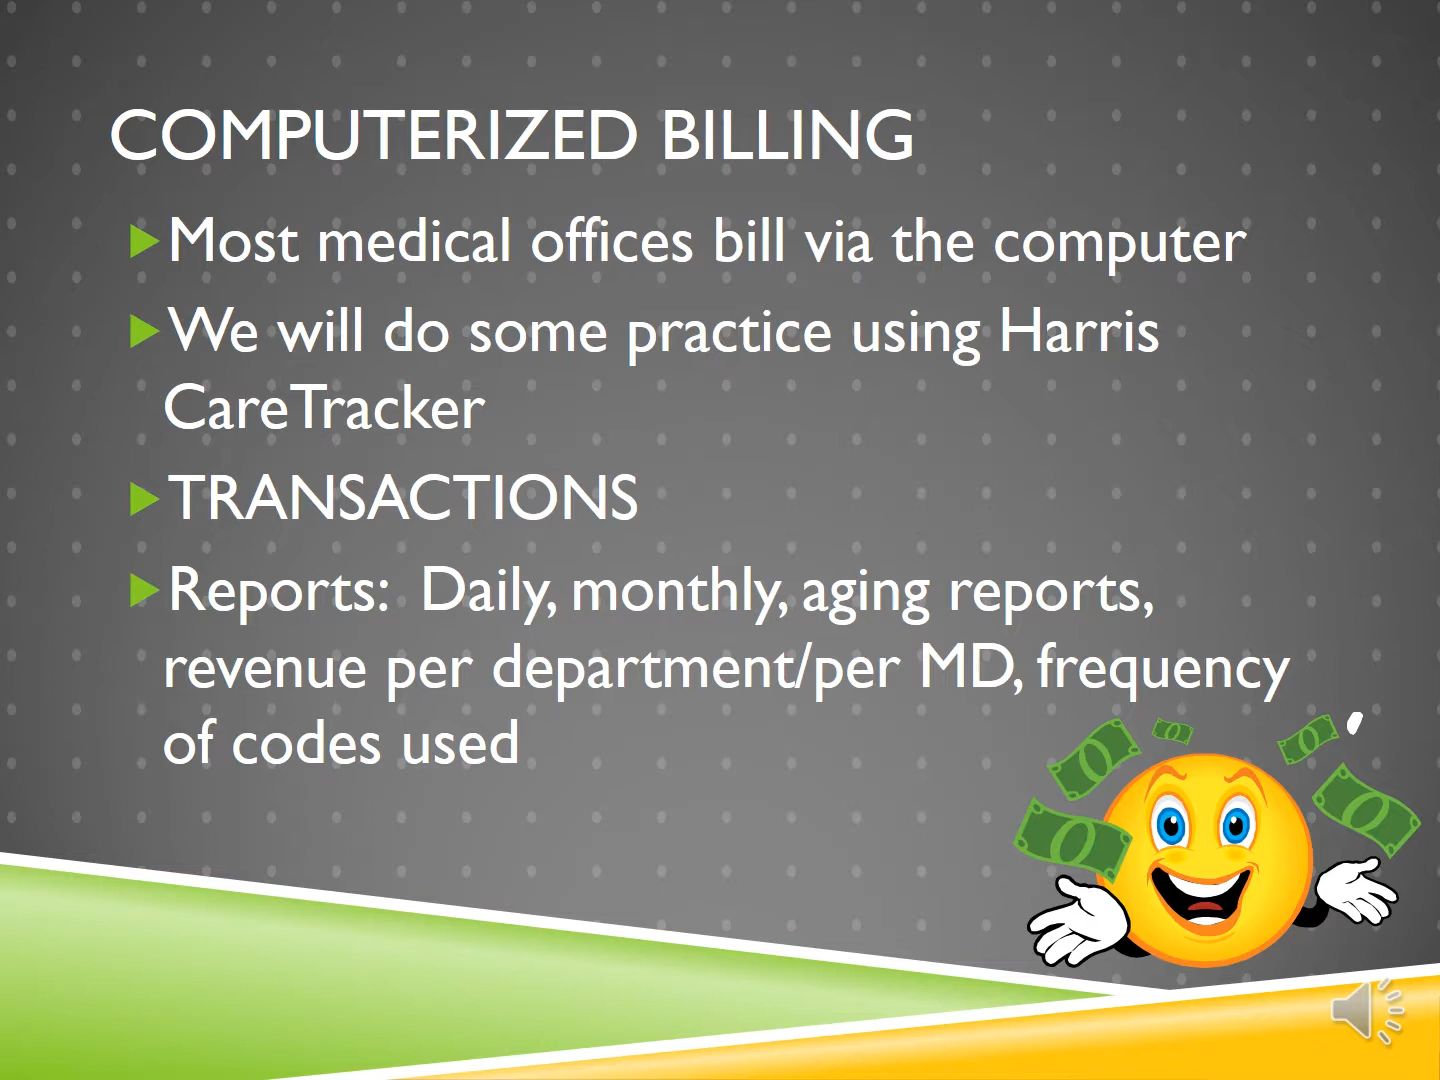 COMPUTERIZED BILLING
Most medical offices bill via the computer
We will do some practice using Harris
CareTracker
TRANSACTIONS
Reports:  Daily, monthly, aging reports,
revenue per department/per MD, frequency
of codes used